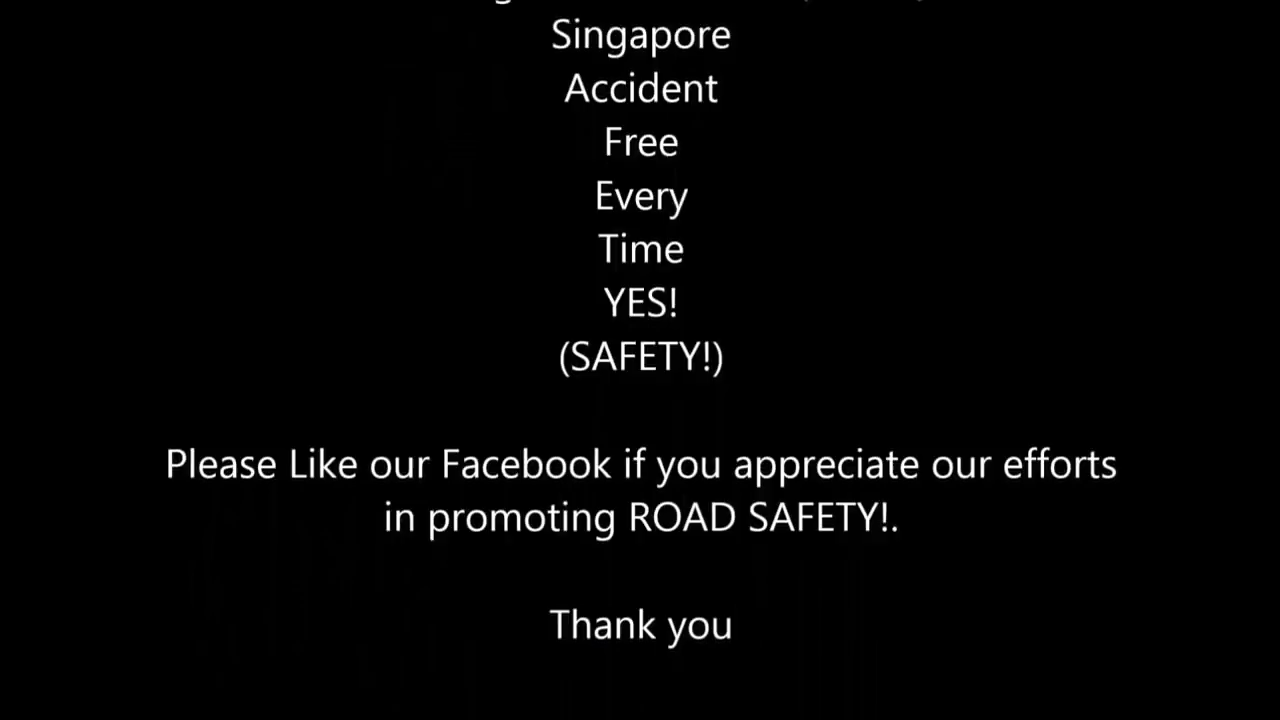 Singapore
Accident
Free
Every
Time
YES!
(SAFETY!)
Please Like our Facebook if you appreciate our efforts
in promoting ROAD SAFETY!.
Thank you